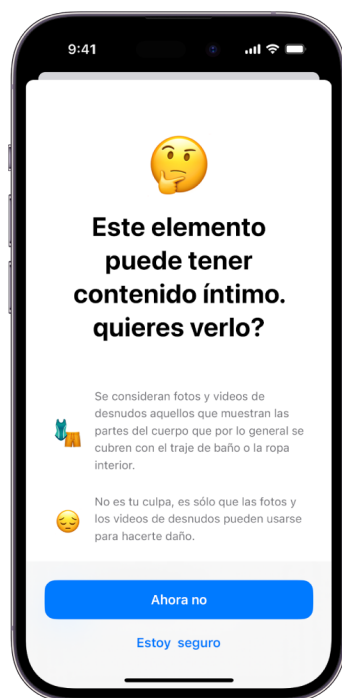 9:41
Este elemento
puede tener
contenido íntimo.
quieres verlo?
Se consideran fotos y videos de
desnudos aquellos que muestran las
partes del cuerpo que por lo general se
cubren con el traje de baño o la ropa
interior.
No es tu culpa, es sólo que las fotos y
los videos de desnudos pueden usarse
para hacerte daño.
Ahora no
Estoy seguro